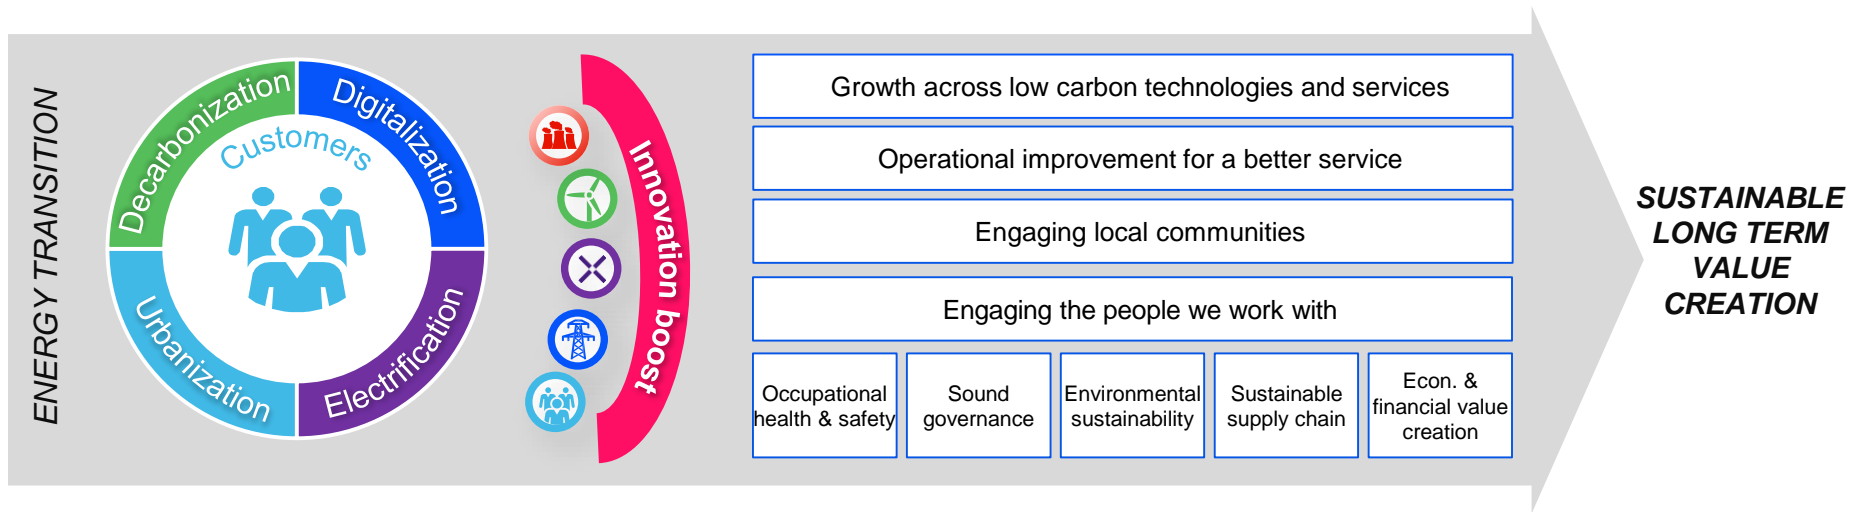 ENERGY TRANSITION
Decarbonization
Digitalization
Customers
Urbanization
Electrification
Innovation boost
Growth across low carbon technologies and services
Operational improvement for a better service
Engaging local communities
Engaging the people we work with
Occupational
health & safety
Sound
governance
Environmental
sustainability
Sustainable
supply chain
Econ. &
financial value
creation
SUSTAINABLE
LONG TERM
VALUE
CREATION